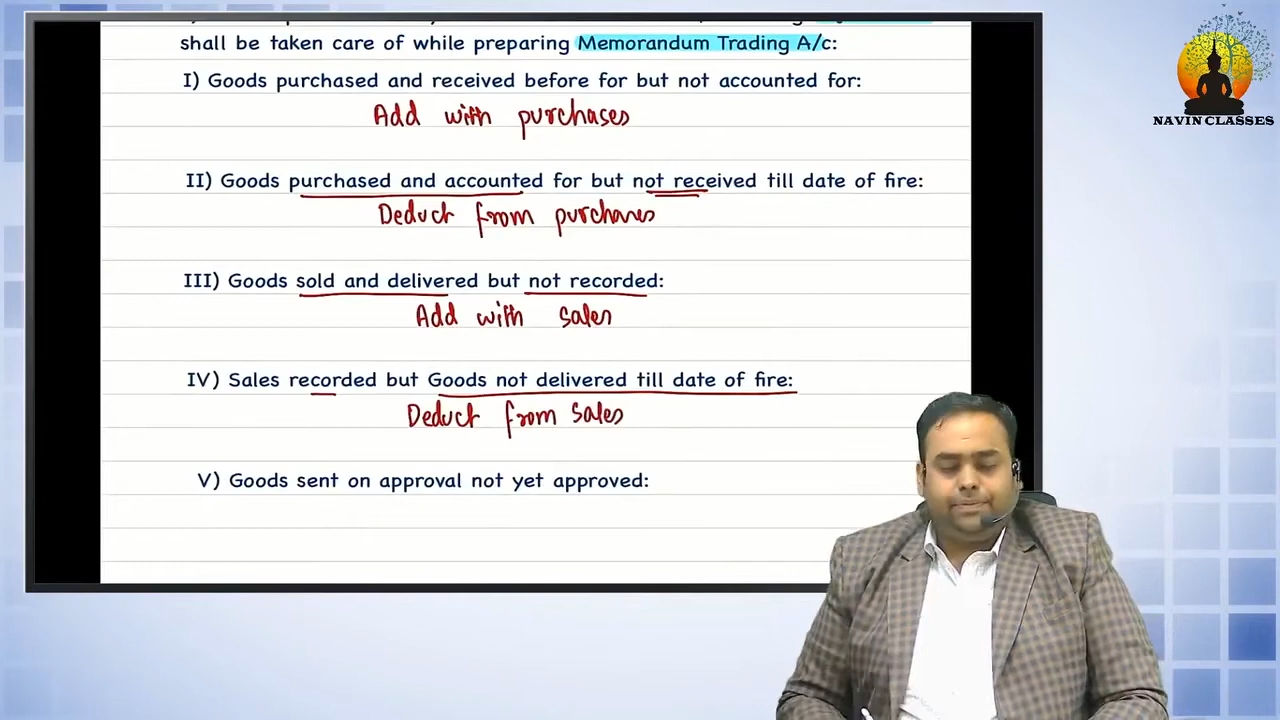 shall be taken care of while preparing Memorandum Trading A/c:
I) Goods purchased and received before for but not accounted for:
Add with purchases
II) Goods purchased and accounted for but not received till date of fire:
Deduct from purchases
III) Goods sold and delivered but not recorded:
Add with sales
IV) Sales recorded but Goods not delivered till date of fire:
Deduct from sales
V) Goods sent on approval not yet approved:
NAVIN CLASSES